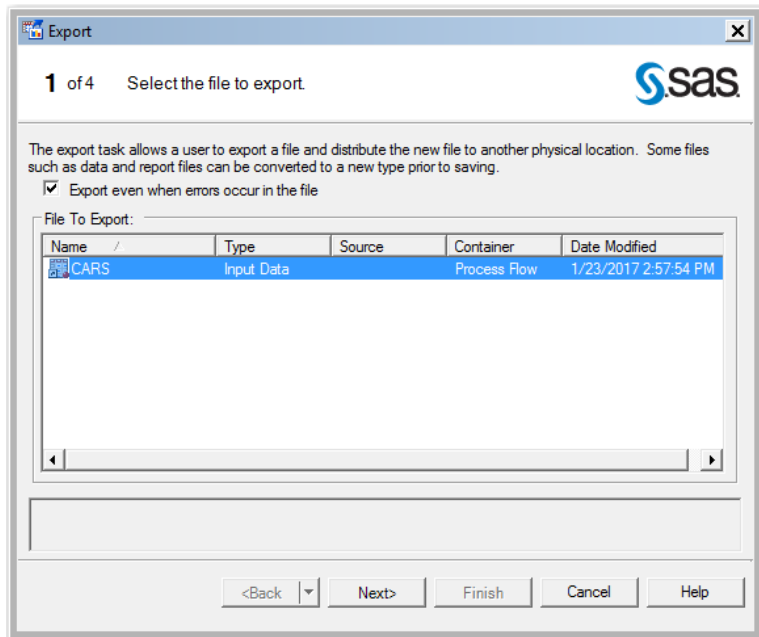 Export
1 of 4 Select the file to export.
sas
The export task allows a user to export a file and distribute the new file to another physical location. Some files
such as data and report files can be converted to a new type prior to saving.
Export even when errors occur in the file
File To Export:
Name Type Source Container Date Modified
CARS Input Data Process Flow 1/23/2017 2:57:54 PM
<Back Next> Finish Cancel Help